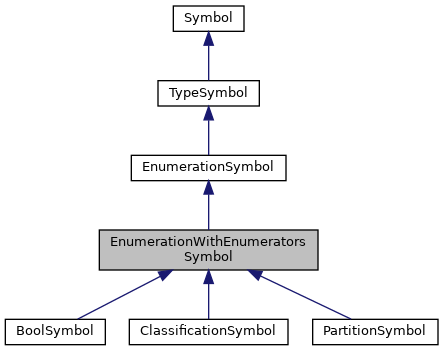 Symbol
TypeSymbol
EnumerationSymbol
EnumerationWithEnumerators
Symbol
BoolSymbol
ClassificationSymbol
PartitionSymbol